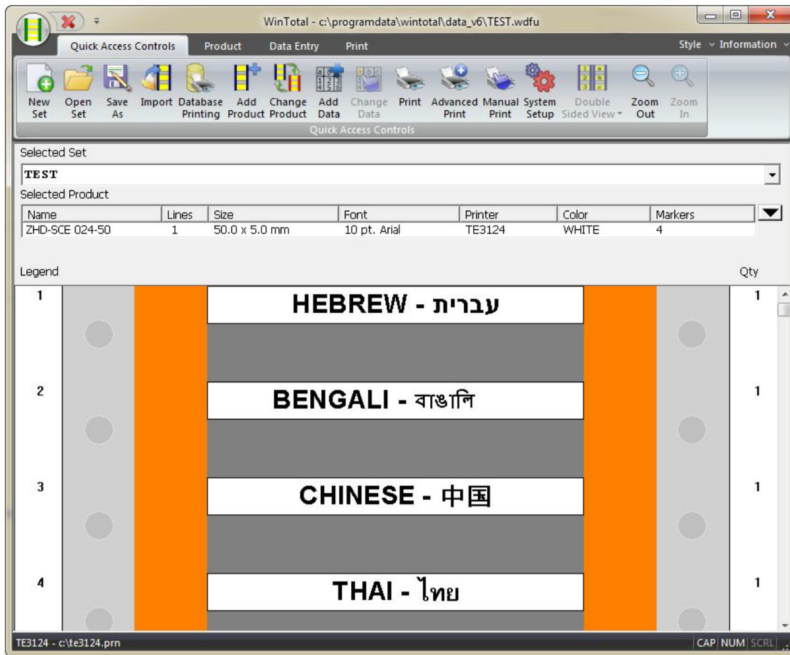 WinTotal - c:\programdata\wintotal\data_v6\TEST.wdfu
Quick Access Controls Product Data Entry Print Style Information
New Set Open Set Save As Import Database Printing Add Product Change Product Add Data Change Data Print Advanced Print Manual Print System Setup Double Sided View Zoom Out Zoom In
Quick Access Controls
Selected Set
TEST
Selected Product
Name Lines Size Font Printer Color Markers
ZHD-SCE 024-50 1 50.0 x 5.0 mm 10 pt. Arial TE3124 WHITE 4
Legend Qty
1 HEBREW - עברית 1
2 BENGALI - বাঙালি 1
3 CHINESE - 中国 1
4 THAI - ไทย 1
TE3124 - c:\te3124.prn CAP NUM SCRL